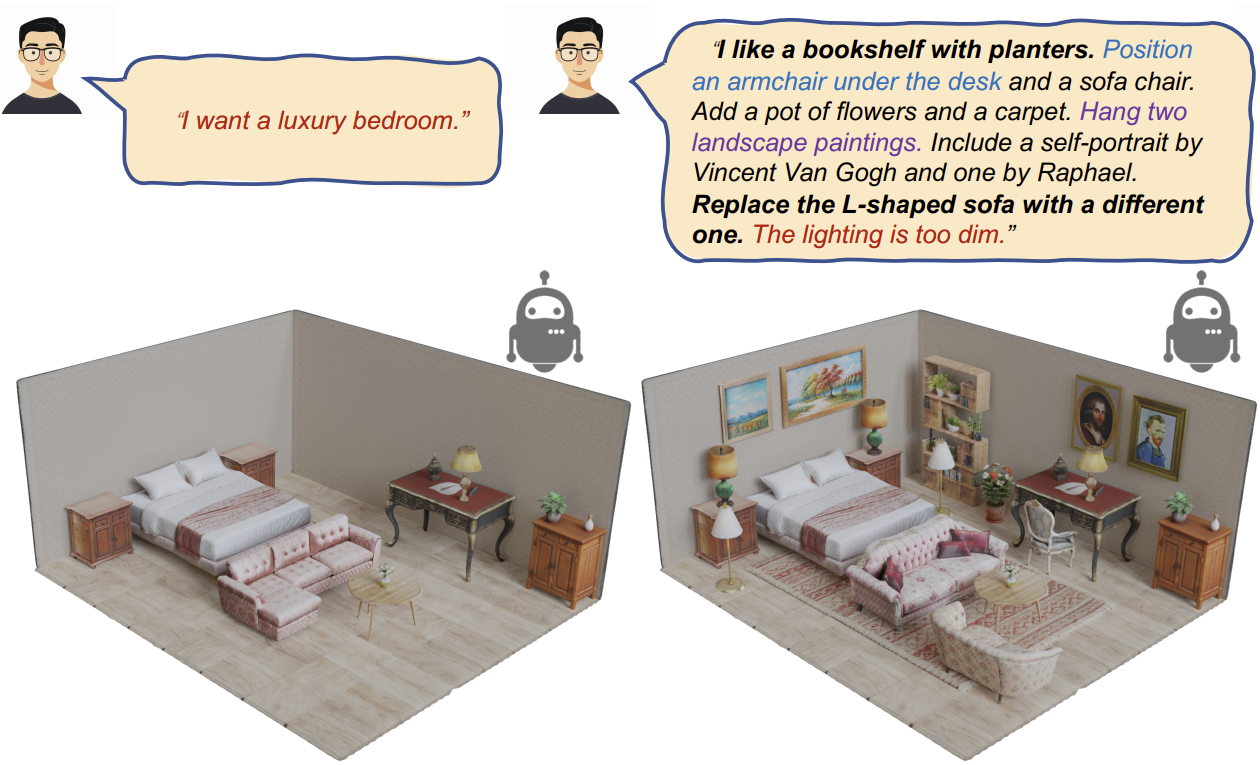 “I want a luxury bedroom.”
“I like a bookshelf with planters. Position
an armchair under the desk and a sofa chair.
Add a pot of flowers and a carpet. Hang two
landscape paintings. Include a self-portrait by
Vincent Van Gogh and one by Raphael.
Replace the L-shaped sofa with a different
one. The lighting is too dim.”